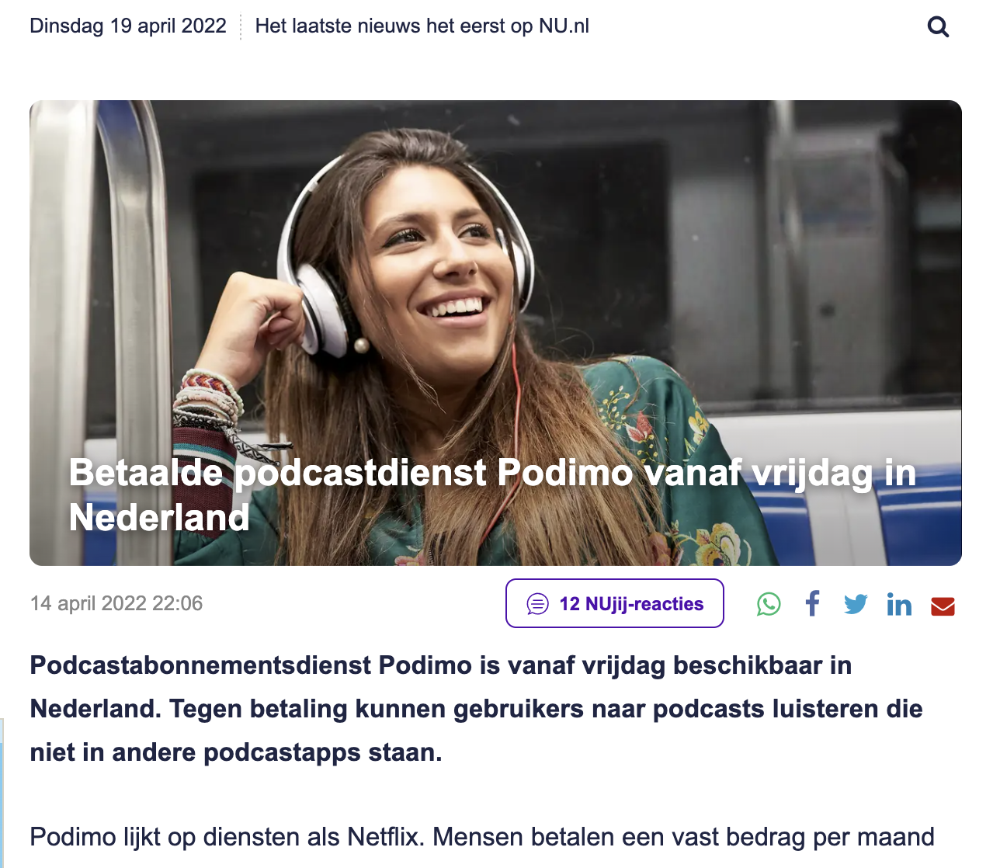 Dinsdag 19 april 2022
Het laatste nieuws het eerst op NU.nl
Betaalde podcastdienst Podimo vanaf vrijdag in
Nederland
14 april 2022 22:06
12 NUjij-reacties
Podcastabonnementsdienst Podimo is vanaf vrijdag beschikbaar in
Nederland. Tegen betaling kunnen gebruikers naar podcasts luisteren die
niet in andere podcastapps staan.
Podimo lijkt op diensten als Netflix. Mensen betalen een vast bedrag per maand